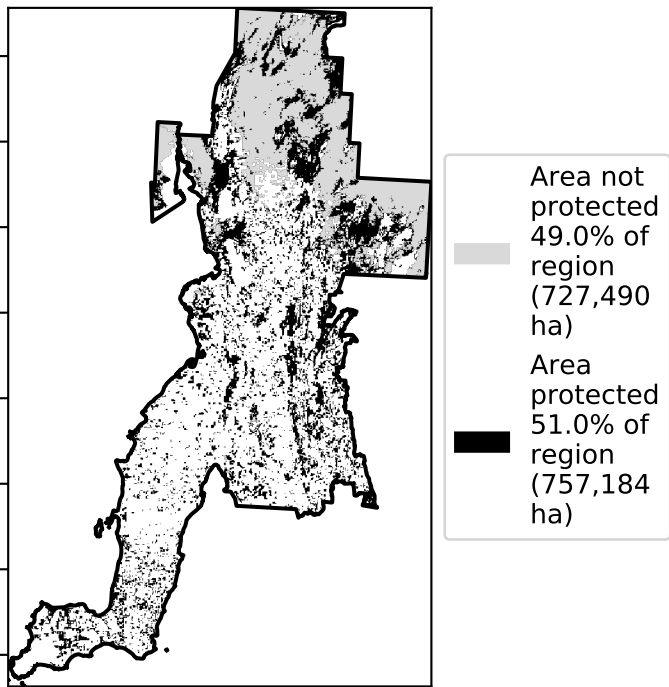 Area not
protected
49.0% of
region
(727,490
ha)
Area
protected
51.0% of
region
(757,184
ha)